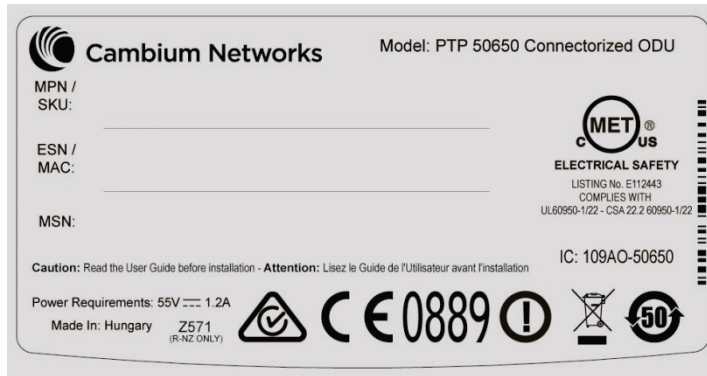 Cambium Networks
Model: PTP 50650 Connectorized ODU
MPN /
SKU:
ESN /
MAC:
MSN:
c MET ® US
ELECTRICAL SAFETY
LISTING No. E112443
COMPLIES WITH
UL60950-1/22 - CSA 22.2 60950-1/22
IC: 109AO-50650
Caution: Read the User Guide before installation - Attention: Lisez le Guide de l'Utilisateur avant l'installation
Power Requirements: 55V ⎓ 1.2A
Made In: Hungary
Z571
(R-NZ ONLY)
CE 0889 !
50